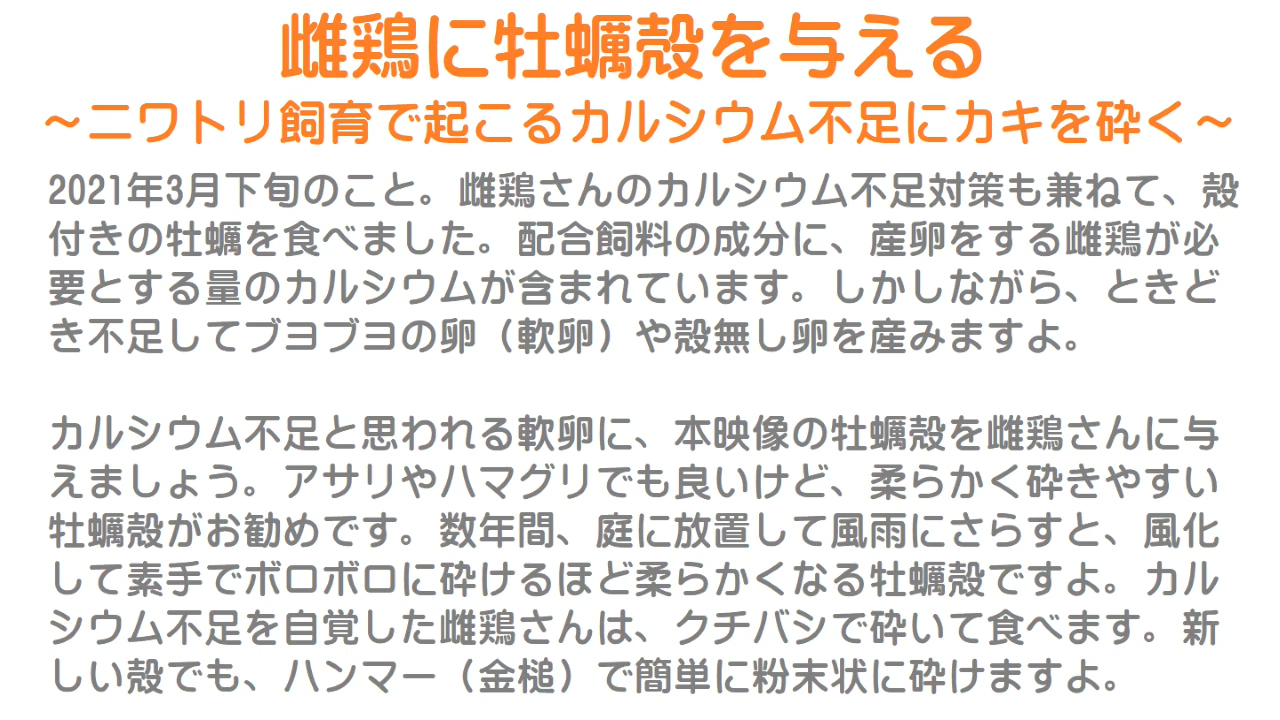 雌鶏に牡蠣殻を与える
～ニワトリ飼育で起こるカルシウム不足にカキを砕く～
2021年3月下旬のこと。雌鶏さんのカルシウム不足対策も兼ねて、殻
付きの牡蠣を食べました。配合飼料の成分に、産卵をする雌鶏が必
要とする量のカルシウムが含まれています。しかしながら、ときど
き不足してブヨブヨの卵（軟卵）や殻無し卵を産みますよ。
カルシウム不足と思われる軟卵に、本映像の牡蠣殻を雌鶏さんに与
えましょう。アサリやハマグリでも良いけど、柔らかく砕きやすい
牡蠣殻がお勧めです。数年間、庭に放置して風雨にさらすと、風化
して素手でボロボロに砕けるほど柔らかくなる牡蠣殻ですよ。カル
シウム不足を自覚した雌鶏さんは、クチバシで砕いて食べます。新
しい殻でも、ハンマー（金槌）で簡単に粉末状に砕けますよ。